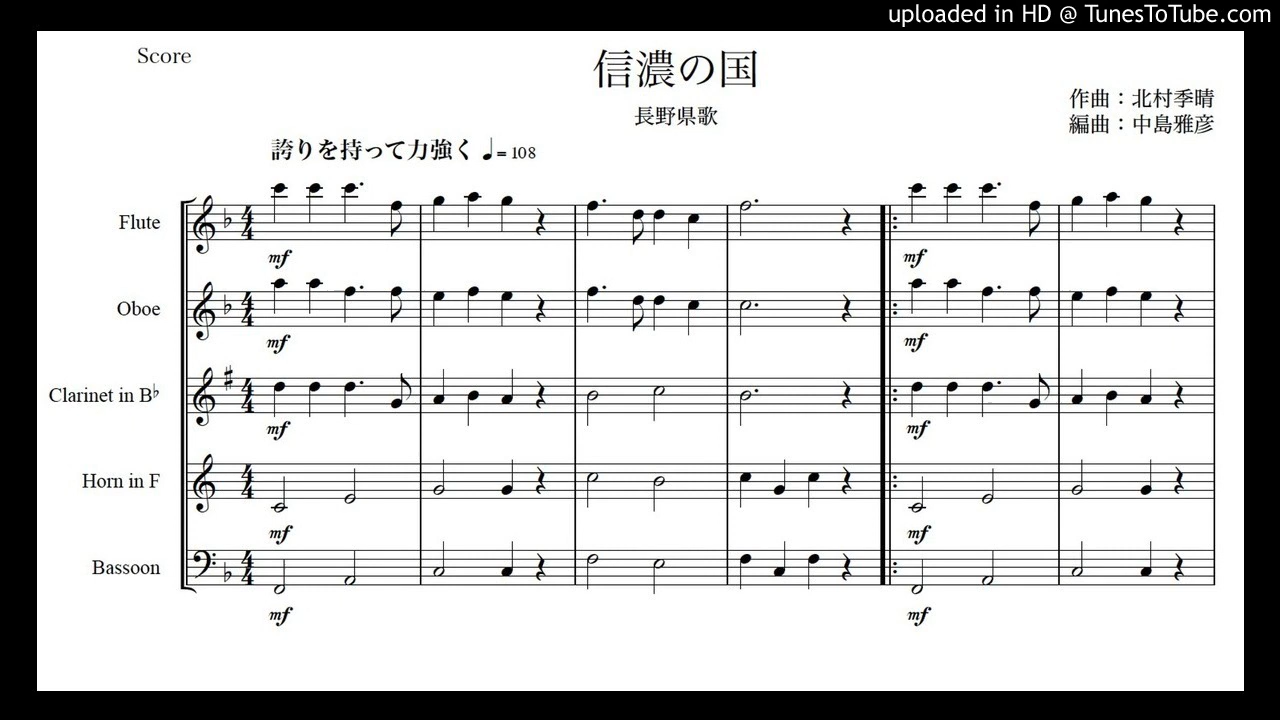 uploaded in HD @ TunesToTube.com
Score
信濃の国
長野県歌
作曲：北村季晴
編曲：中島雅彦
誇りを持って力強く ♩= 108
Flute
mf
mf
Oboe
mf
mf
Clarinet in B♭
mf
mf
Horn in F
mf
mf
Bassoon
mf
mf